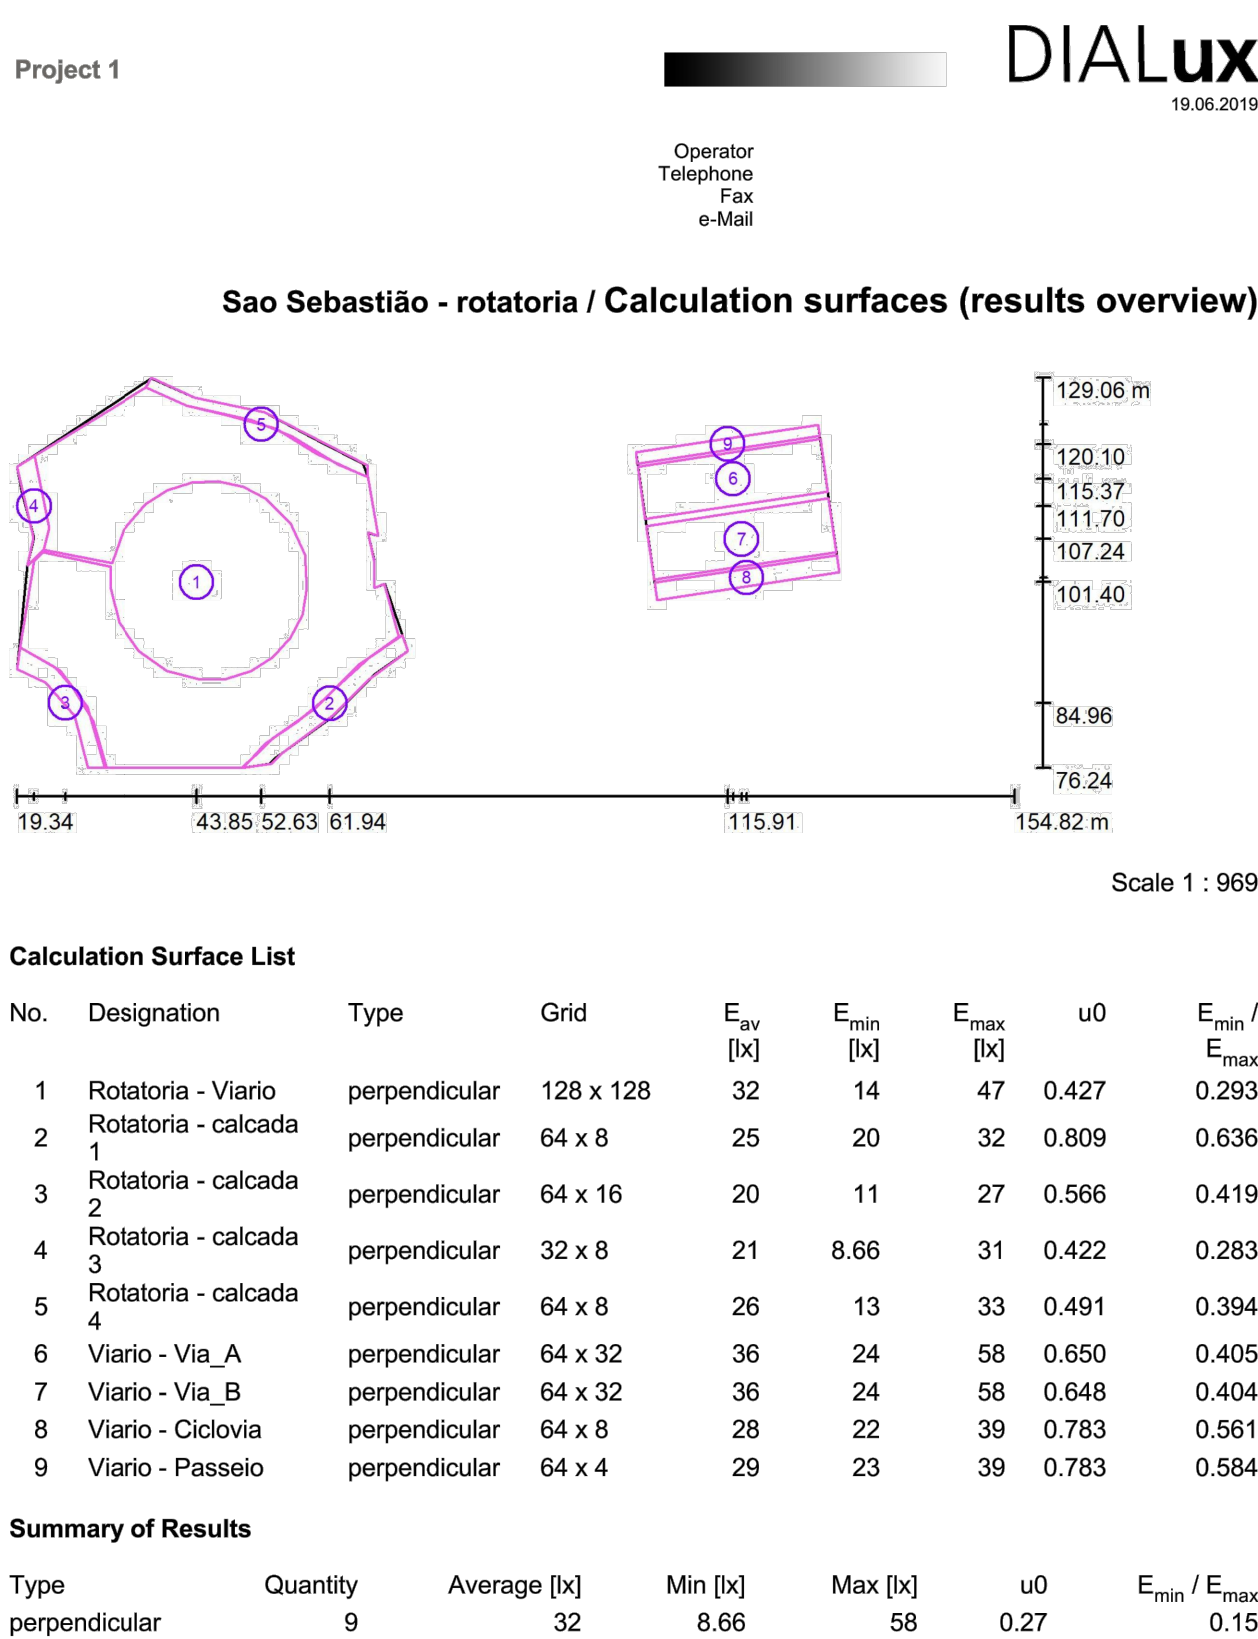 Project 1
DIALux
19.06.2019
Operator
Telephone
Fax
e-Mail
Sao Sebastião - rotatoria / Calculation surfaces (results overview)
129.06 m
120.10
115.37
111.70
107.24
101.40
84.96
76.24
5
4
1
3
2
9
6
7
8
19.34 43.85 52.63 61.94 115.91 154.82 m
Scale 1 : 969
Calculation Surface List
No. Designation Type Grid E_av [lx] E_min [lx] E_max [lx] u0 E_min / E_max
1 Rotatoria - Viario perpendicular 128 x 128 32 14 47 0.427 0.293
2 Rotatoria - calcada 1 perpendicular 64 x 8 25 20 32 0.809 0.636
3 Rotatoria - calcada 2 perpendicular 64 x 16 20 11 27 0.566 0.419
4 Rotatoria - calcada 3 perpendicular 32 x 8 21 8.66 31 0.422 0.283
5 Rotatoria - calcada 4 perpendicular 64 x 8 26 13 33 0.491 0.394
6 Viario - Via_A perpendicular 64 x 32 36 24 58 0.650 0.405
7 Viario - Via_B perpendicular 64 x 32 36 24 58 0.648 0.404
8 Viario - Ciclovia perpendicular 64 x 8 28 22 39 0.783 0.561
9 Viario - Passeio perpendicular 64 x 4 29 23 39 0.783 0.584
Summary of Results
Type Quantity Average [lx] Min [lx] Max [lx] u0 E_min / E_max
perpendicular 9 32 8.66 58 0.27 0.15